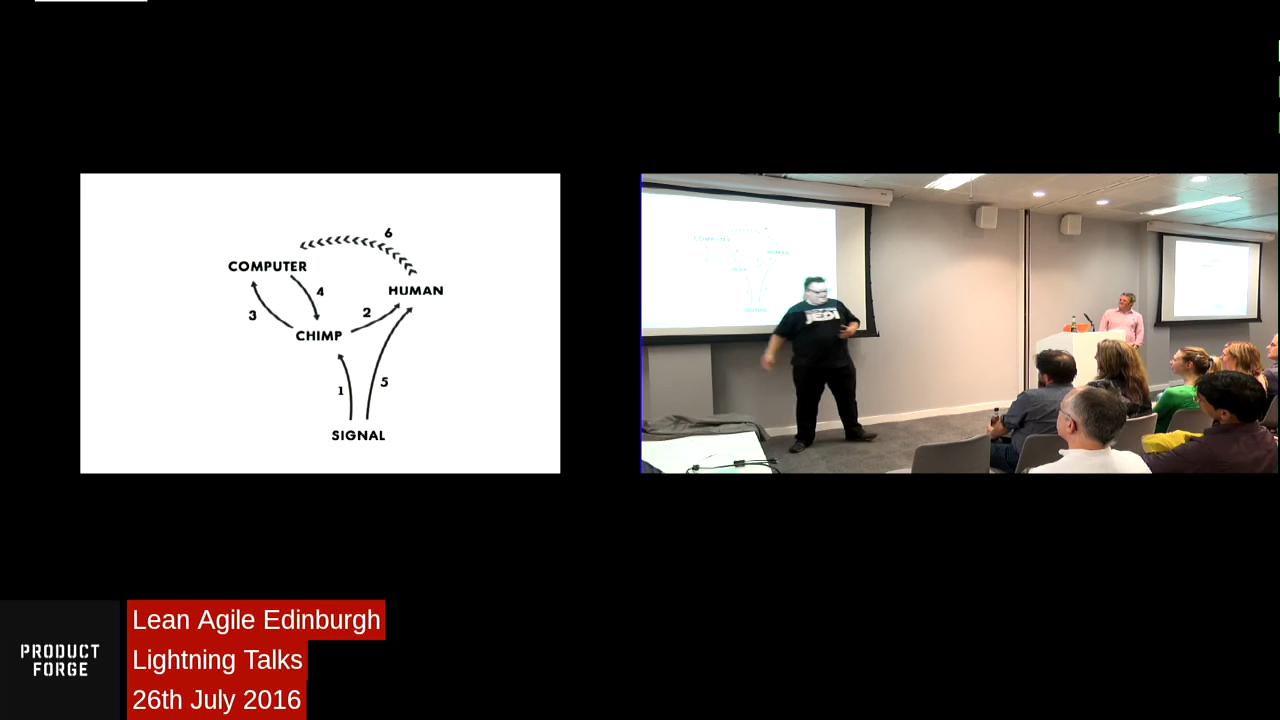 6
COMPUTER
4
HUMAN
3
2
CHIMP
1
5
SIGNAL
JEDI
PRODUCT
FORGE
Lean Agile Edinburgh
Lightning Talks
26th July 2016